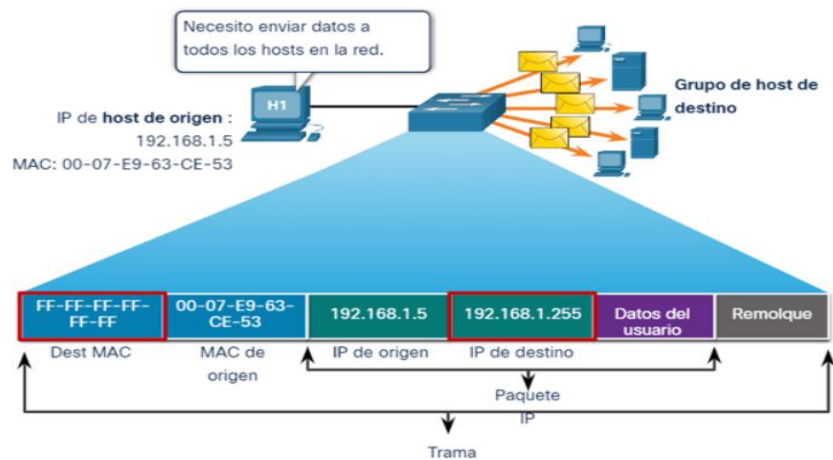 Necesito enviar datos a
todos los hosts en la red.
H1
IP de host de origen :
192.168.1.5
MAC: 00-07-E9-63-CE-53
Grupo de host de
destino
FF-FF-FF-FF-
FF-FF
00-07-E9-63-
CE-53
192.168.1.5
192.168.1.255
Datos del
usuario
Remolque
Dest MAC
MAC de
origen
IP de origen
IP de destino
Paquete
IP
Trama